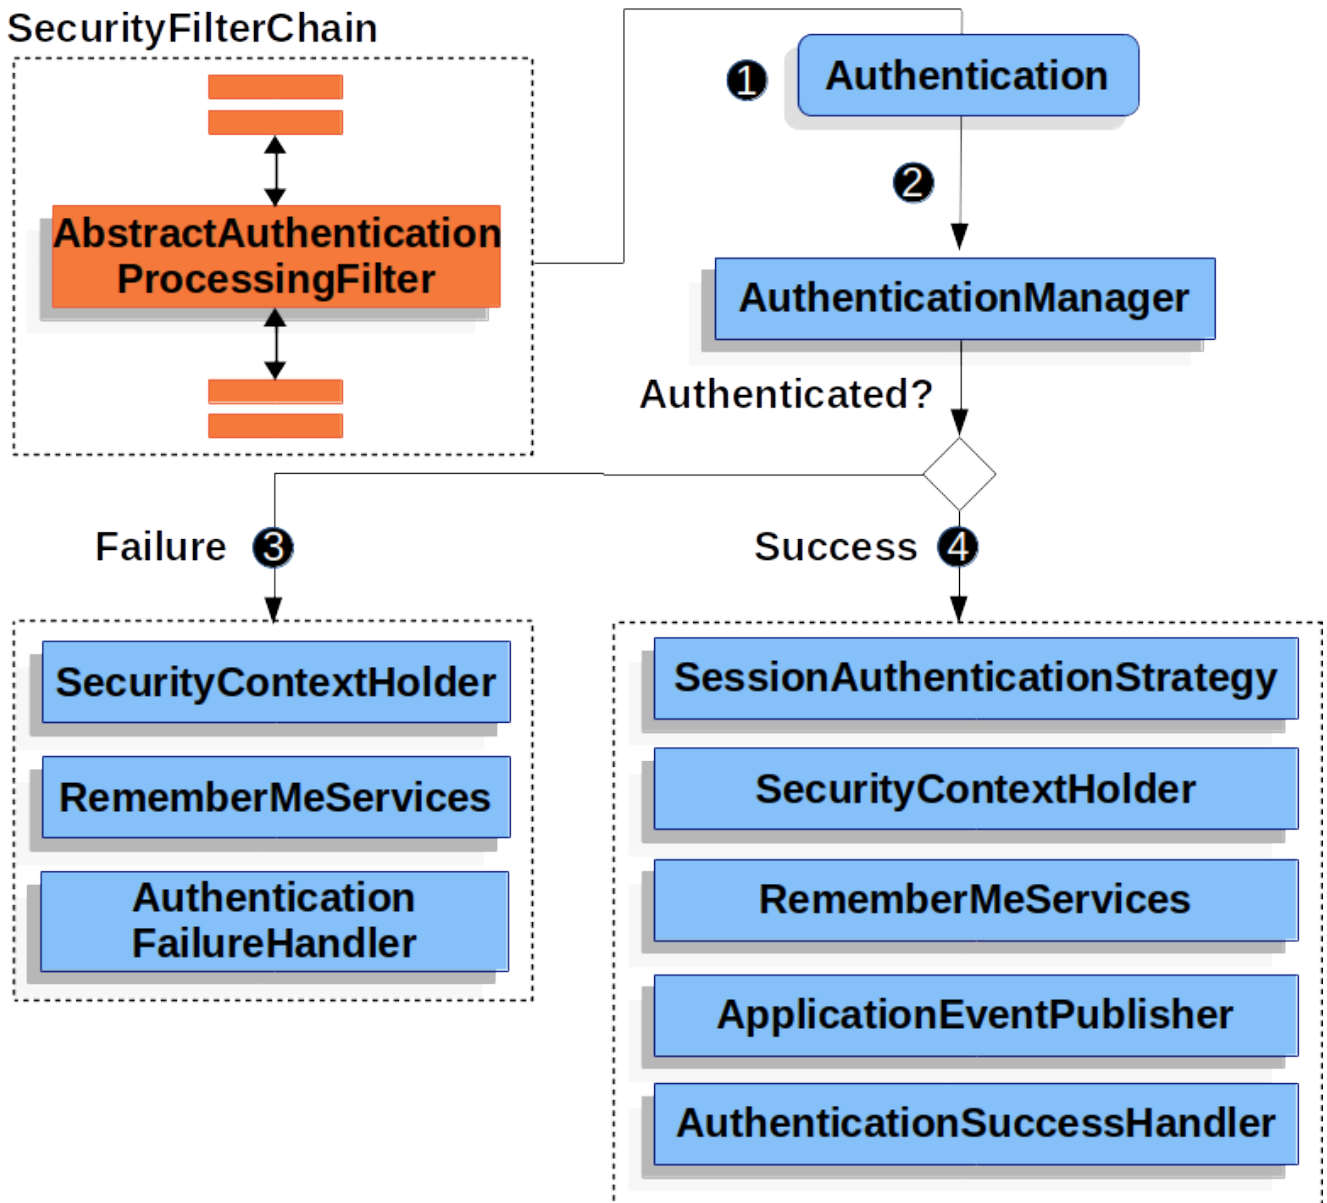 SecurityFilterChain
AbstractAuthentication
ProcessingFilter
1
Authentication
2
AuthenticationManager
Authenticated?
Failure 3
Success 4
SecurityContextHolder
RememberMeServices
Authentication
FailureHandler
SessionAuthenticationStrategy
SecurityContextHolder
RememberMeServices
ApplicationEventPublisher
AuthenticationSuccessHandler